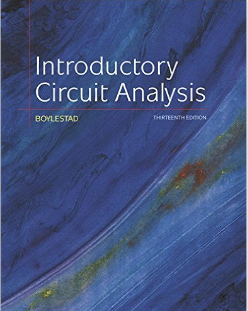 Introductory
Circuit Analysis
BOYLESTAD
THIRTEENTH EDITION